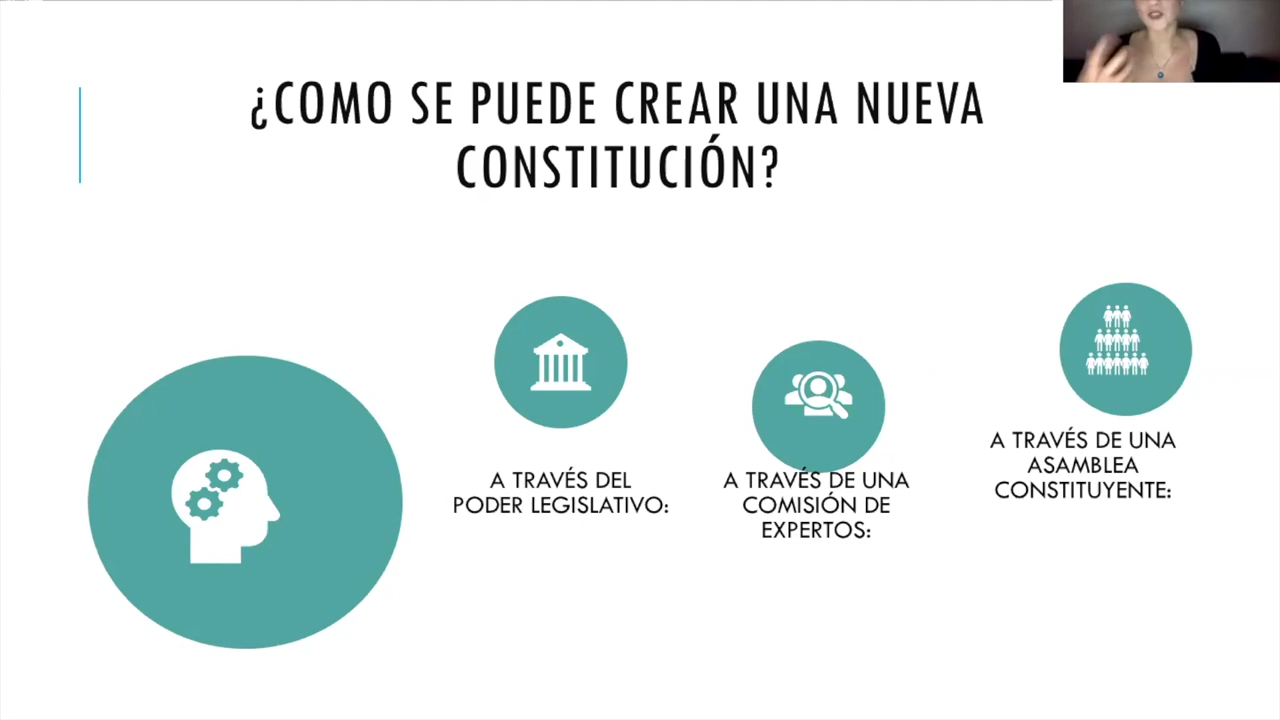 ¿COMO SE PUEDE CREAR UNA NUEVA
CONSTITUCIÓN?
A TRAVÉS DEL
PODER LEGISLATIVO:
A TRAVÉS DE UNA
COMISIÓN DE
EXPERTOS:
A TRAVÉS DE UNA
ASAMBLEA
CONSTITUYENTE: